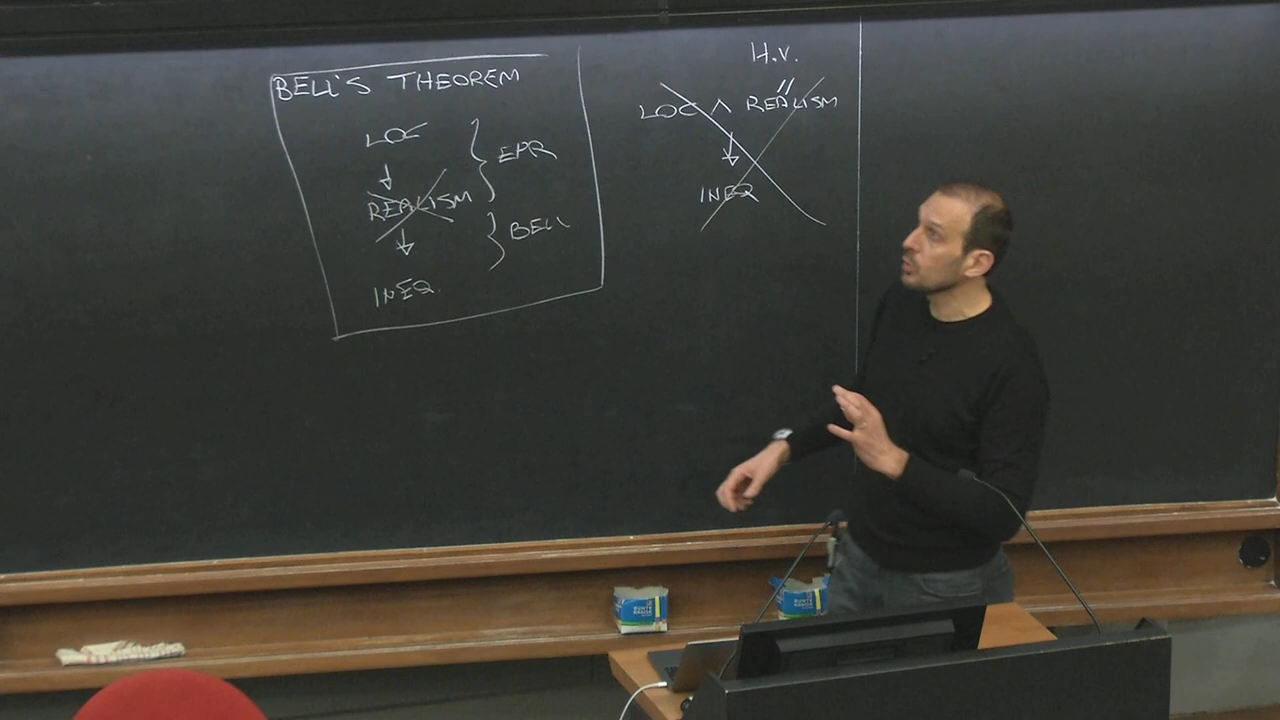 BELL'S THEOREM
LOC
↓
REALISM
↓
INEQ.
} EPR
} BELL
H.V.
"
LOC ∧ REALISM
↓
INEQ